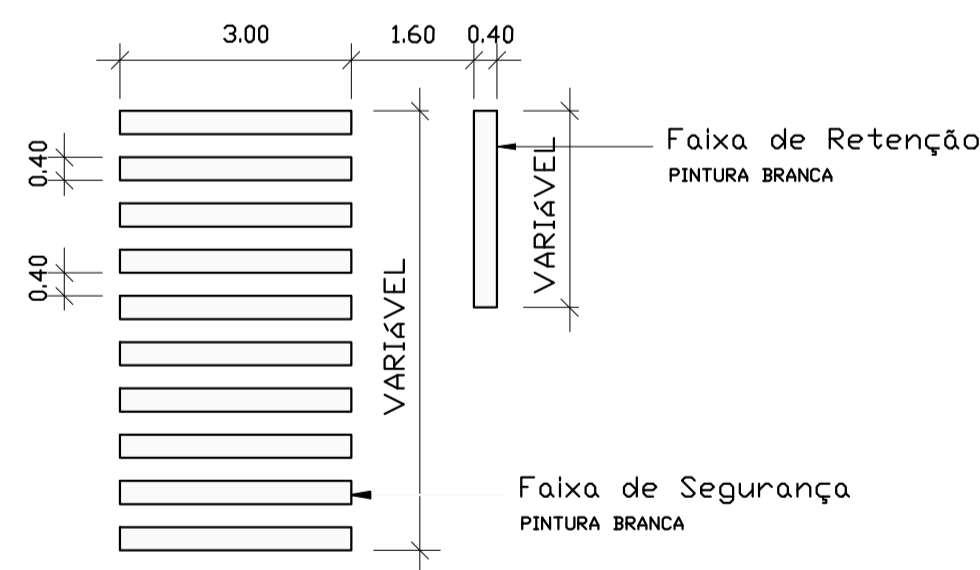 3.00 1.60 0.40
Faixa de Retenção
PINTURA BRANCA
0.40
VARIÁVEL
0.40
VARIÁVEL
Faixa de Segurança
PINTURA BRANCA